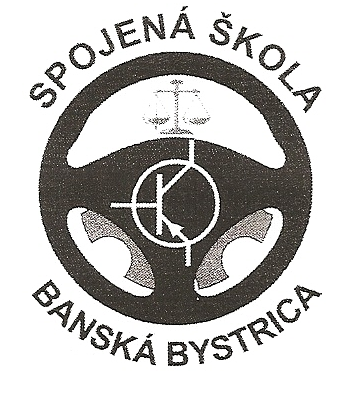 SPOJENÁ ŠKOLA
BANSKÁ BYSTRICA